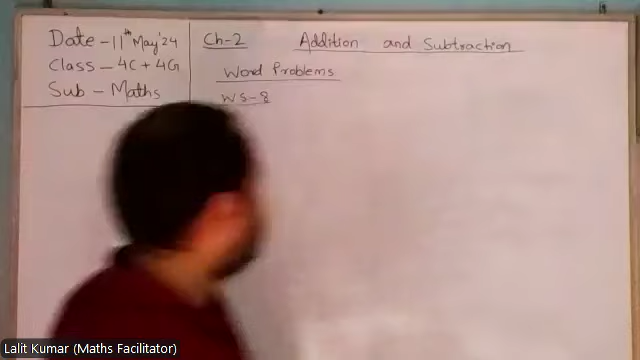 Date - 11th May'24
Class - 4C + 4G
Sub - Maths
Ch-2 Addition and Subtraction
Word Problems
WS-8
Lalit Kumar (Maths Facilitator)